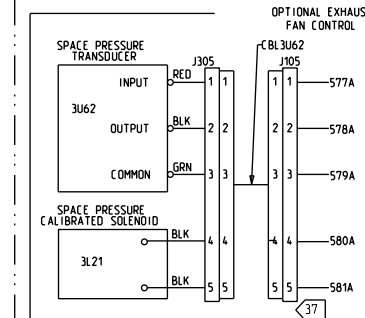 OPTIONAL EXHAUS
FAN CONTROL
SPACE PRESSURE
TRANSDUCER
CBL3U62
J305
J105
INPUT
RED
1 1
1 1
577A
3U62
OUTPUT
BLK
2 2
2 2
578A
COMMON
GRN
3 3
3 3
579A
SPACE PRESSURE
CALIBRATED SOLENOID
BLK
4 4
4 4
580A
3L21
BLK
5 5
5 5
581A
37